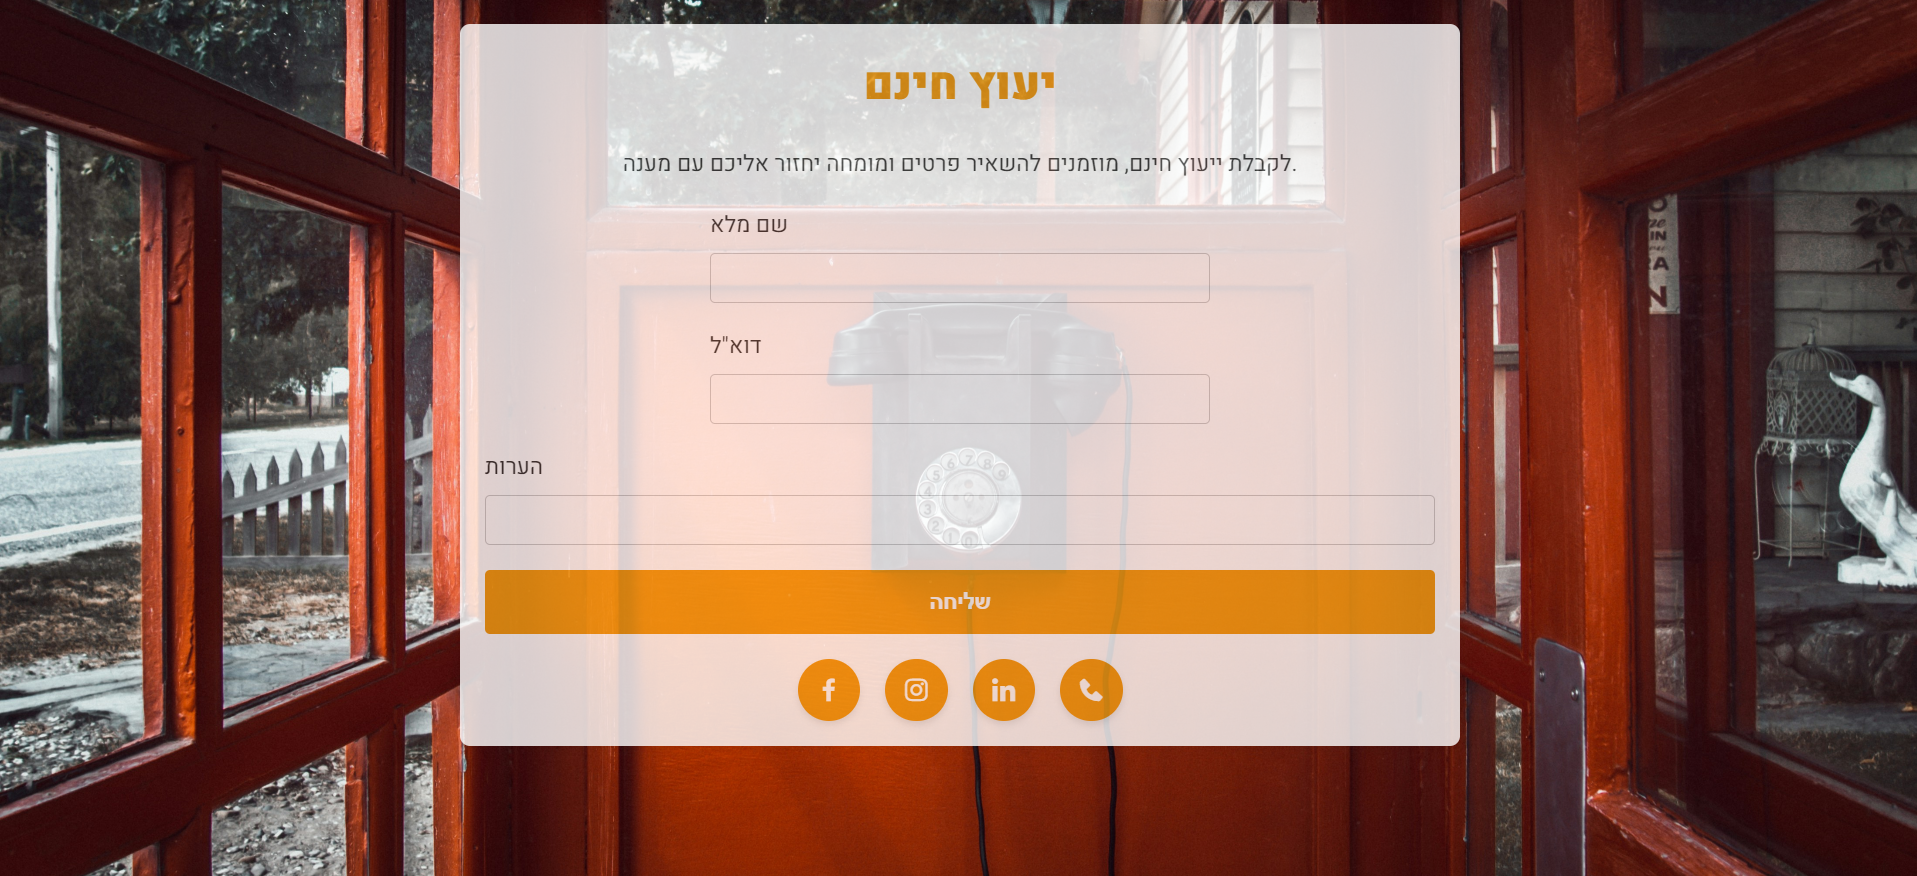 יעוץ חינם
לקבלת ייעוץ חינם, מוזמנים להשאיר פרטים ומומחה יחזור אליכם עם מענה.
שם מלא
דוא"ל
הערות
שליחה